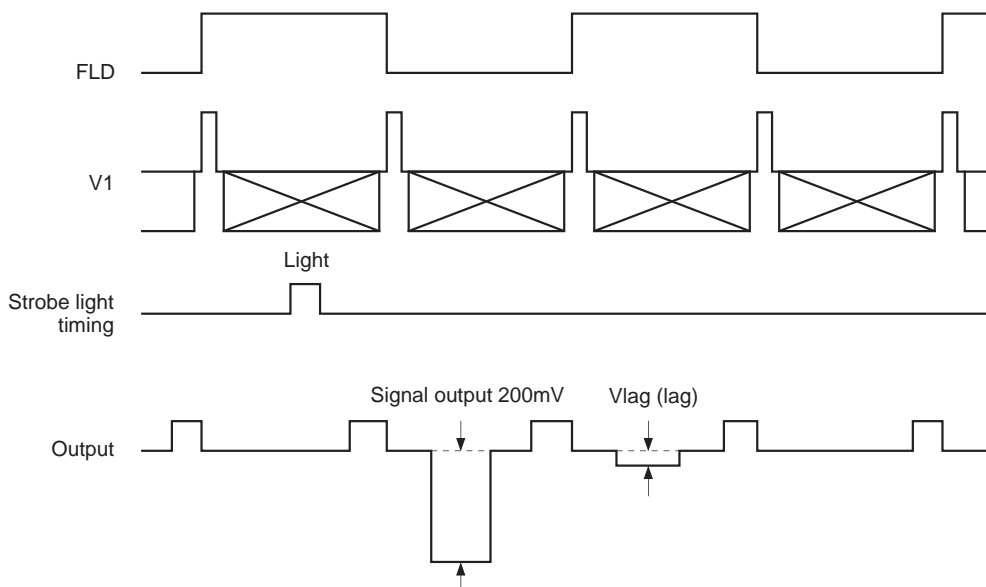 FLD
V1
Light
Strobe light
timing
Signal output 200mV
Vlag (lag)
Output